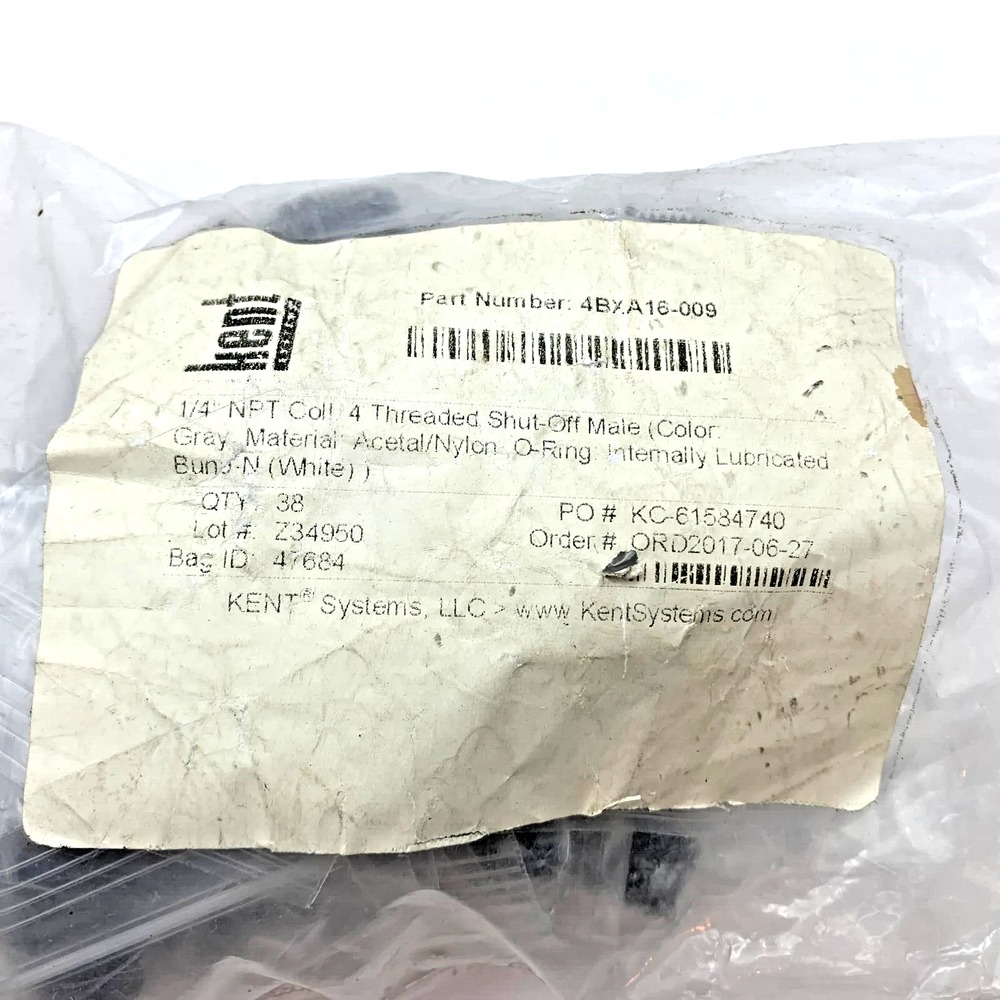 Kent
Part Number: 4BXA16-009
1/4" NPT Coll. 4 Threaded Shut-Off Male (Color:
Gray, Material: Acetal/Nylon, O-Ring: Internally Lubricated
Buna-N (White) )
QTY: 38
Lot #: Z34950
Bag ID: 47684
PO # KC-61584740
Order # ORD2017-06-27
KENT® Systems, LLC > www.KentSystems.com